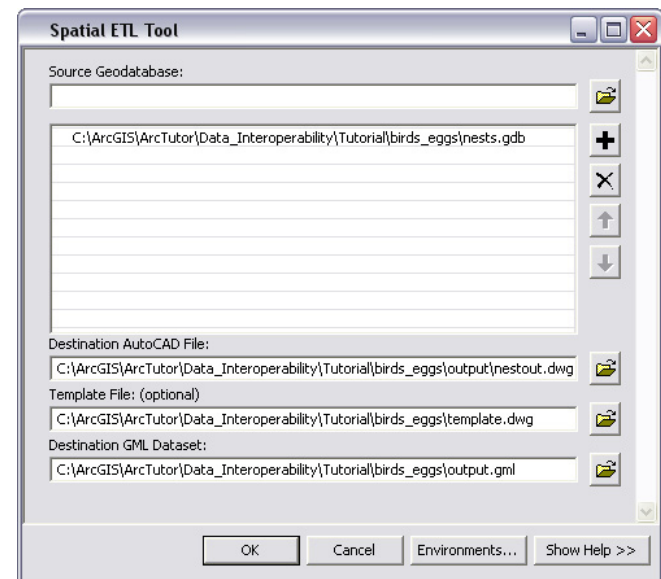 Spatial ETL Tool
Source Geodatabase:
C:\ArcGIS\ArcTutor\Data_Interoperability\Tutorial\birds_eggs\nests.gdb
Destination AutoCAD File:
C:\ArcGIS\ArcTutor\Data_Interoperability\Tutorial\birds_eggs\output\nestout.dwg
Template File: (optional)
C:\ArcGIS\ArcTutor\Data_Interoperability\Tutorial\birds_eggs\template.dwg
Destination GML Dataset:
C:\ArcGIS\ArcTutor\Data_Interoperability\Tutorial\birds_eggs\output.gml
OK Cancel Environments... Show Help >>